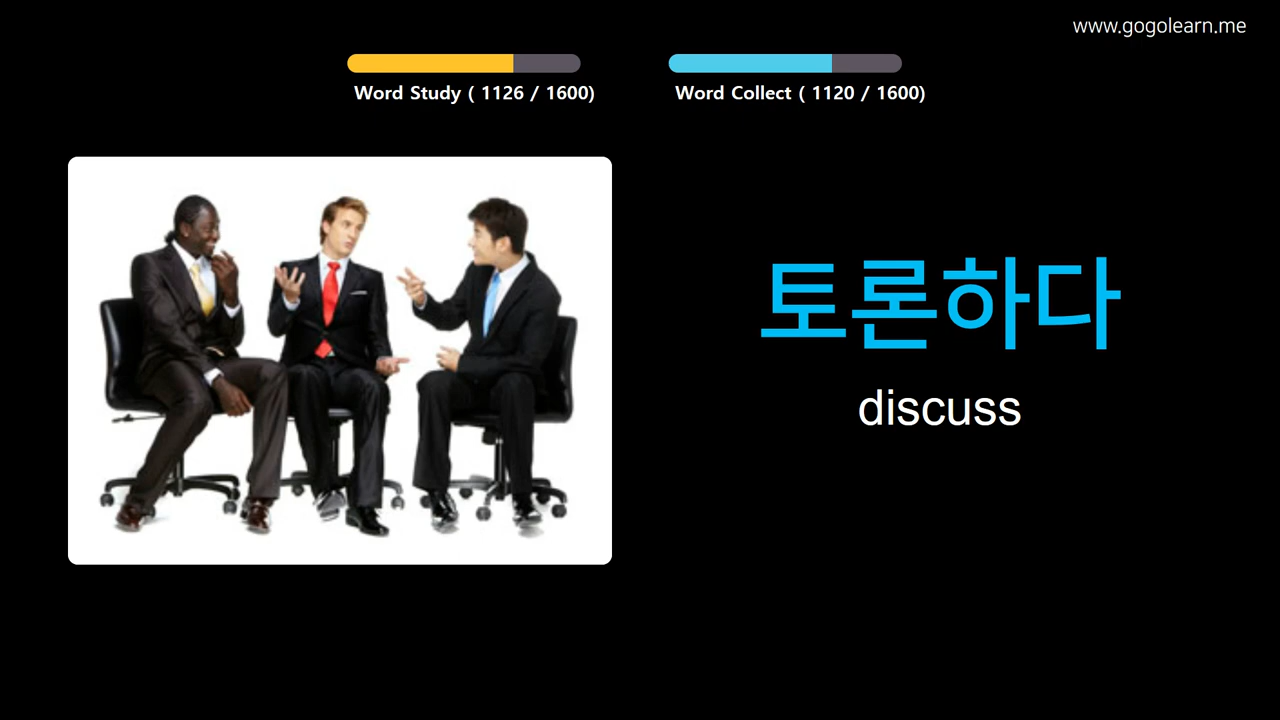 www.gogolearn.me
Word Study ( 1126 / 1600)
Word Collect ( 1120 / 1600)
토론하다
discuss